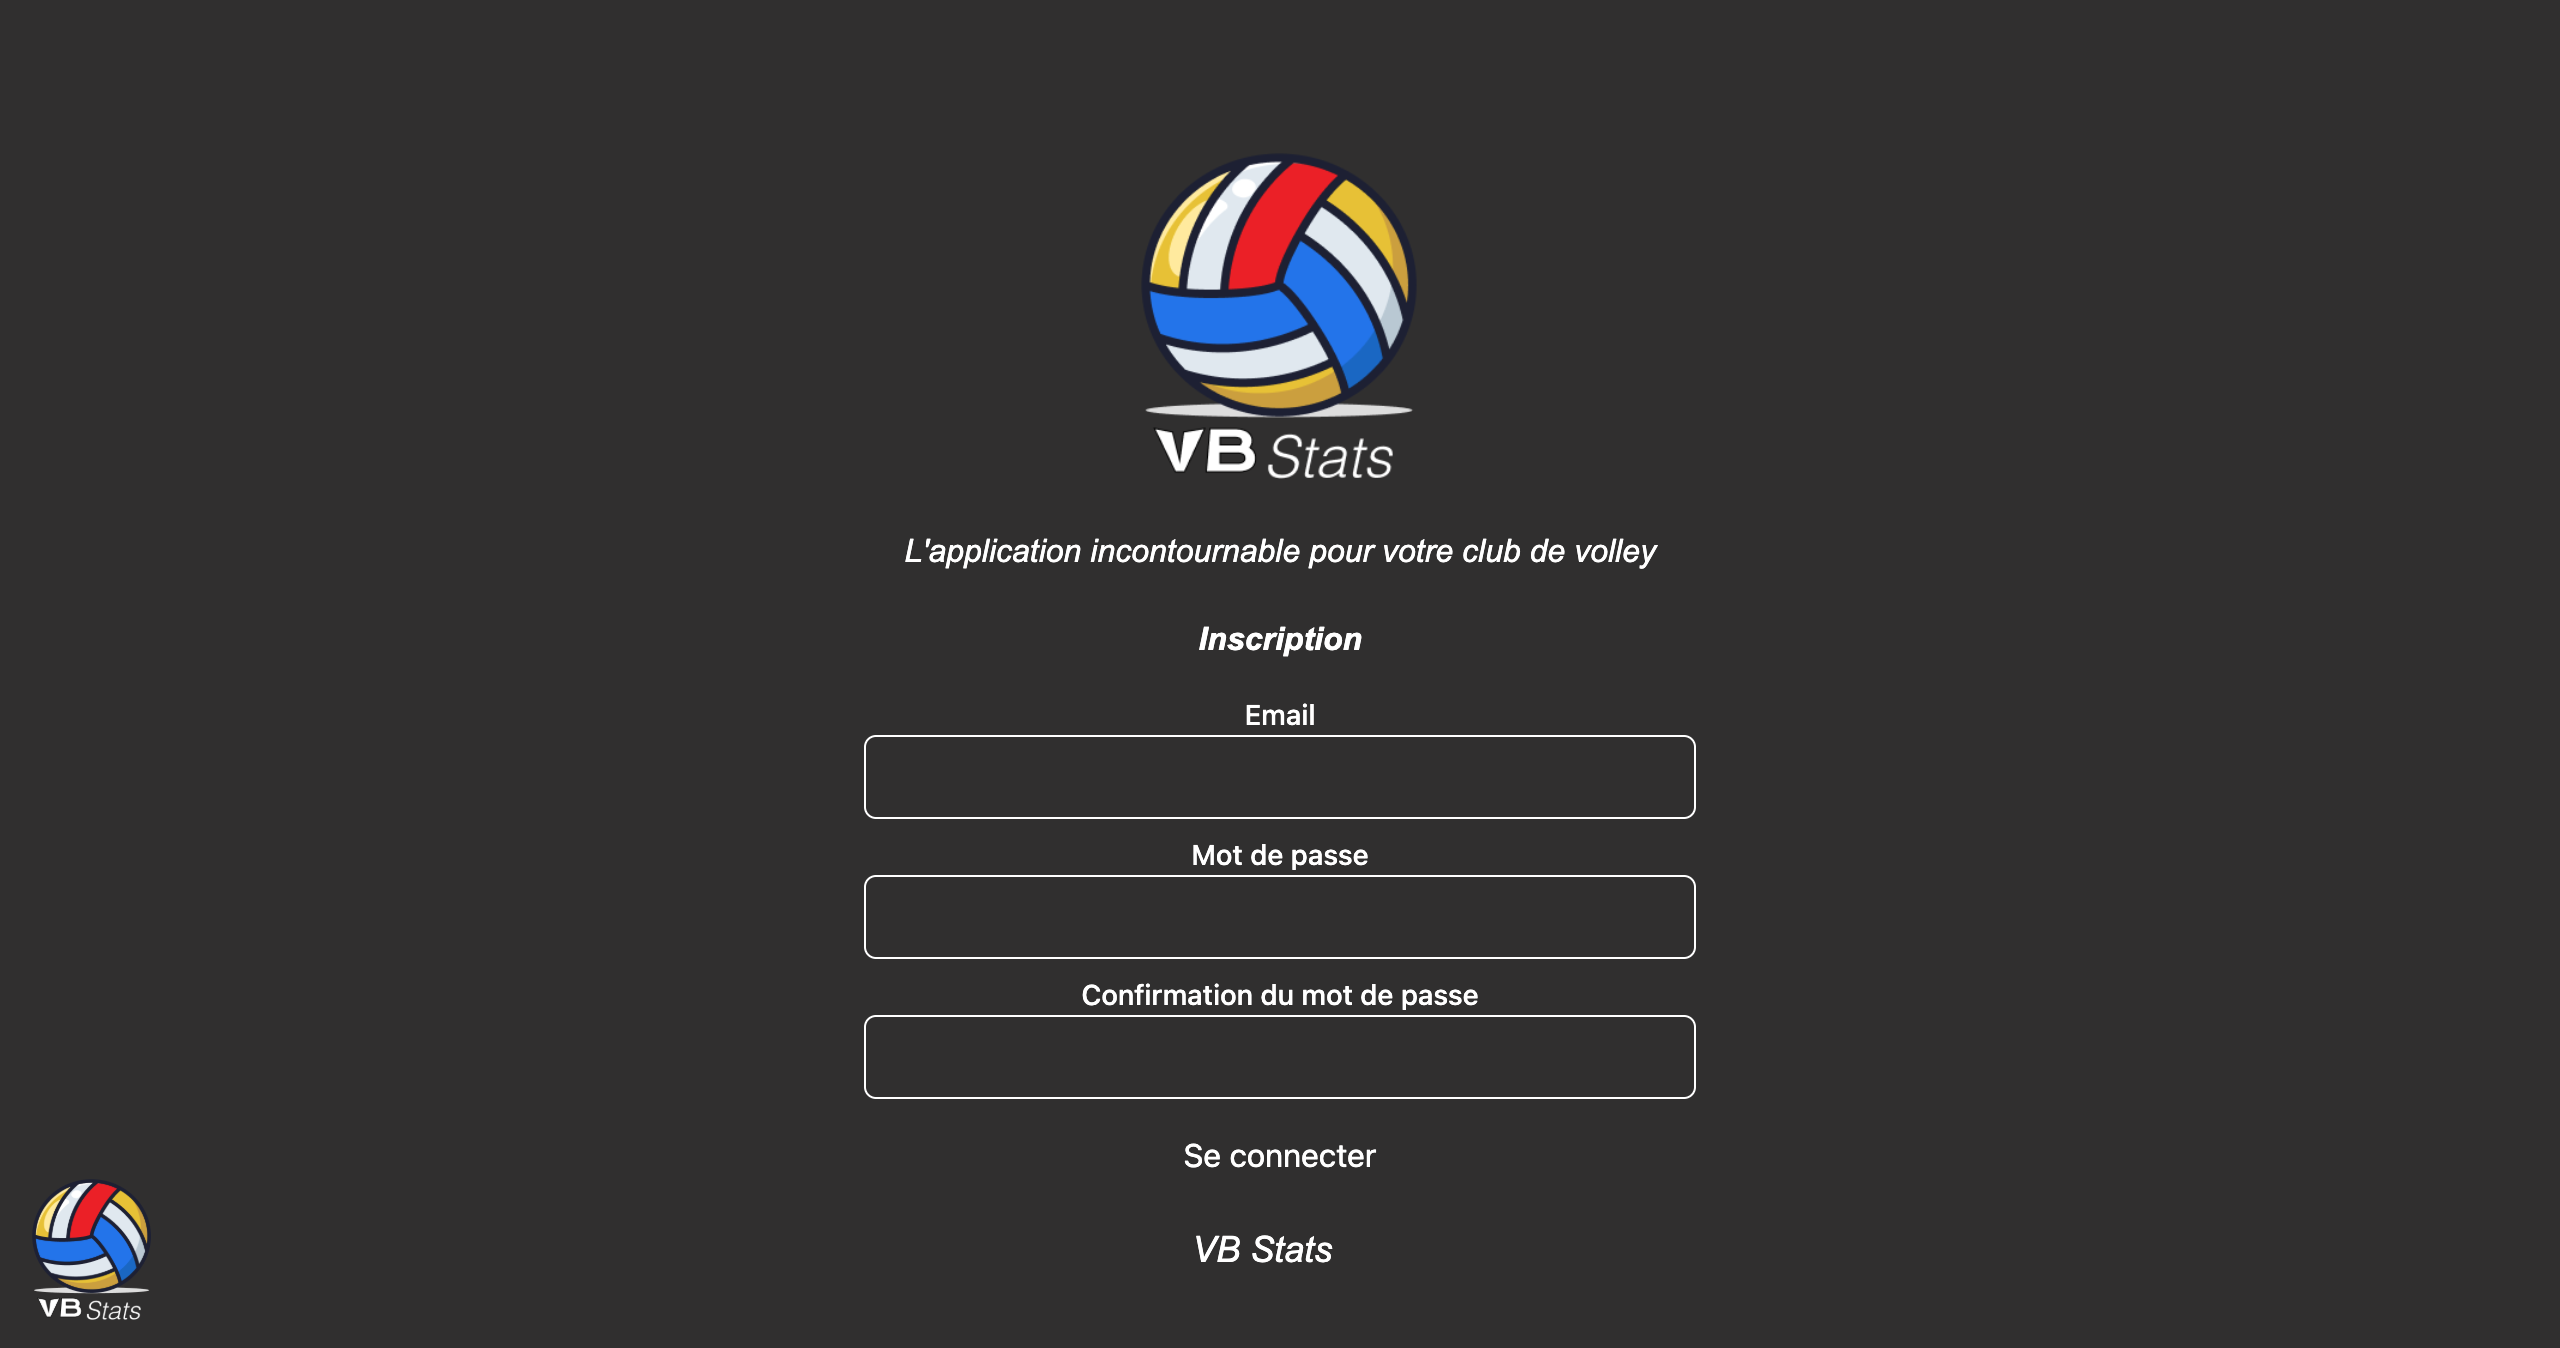 VB Stats
L'application incontournable pour votre club de volley
Inscription
Email
Mot de passe
Confirmation du mot de passe
Se connecter
VB Stats
VB Stats